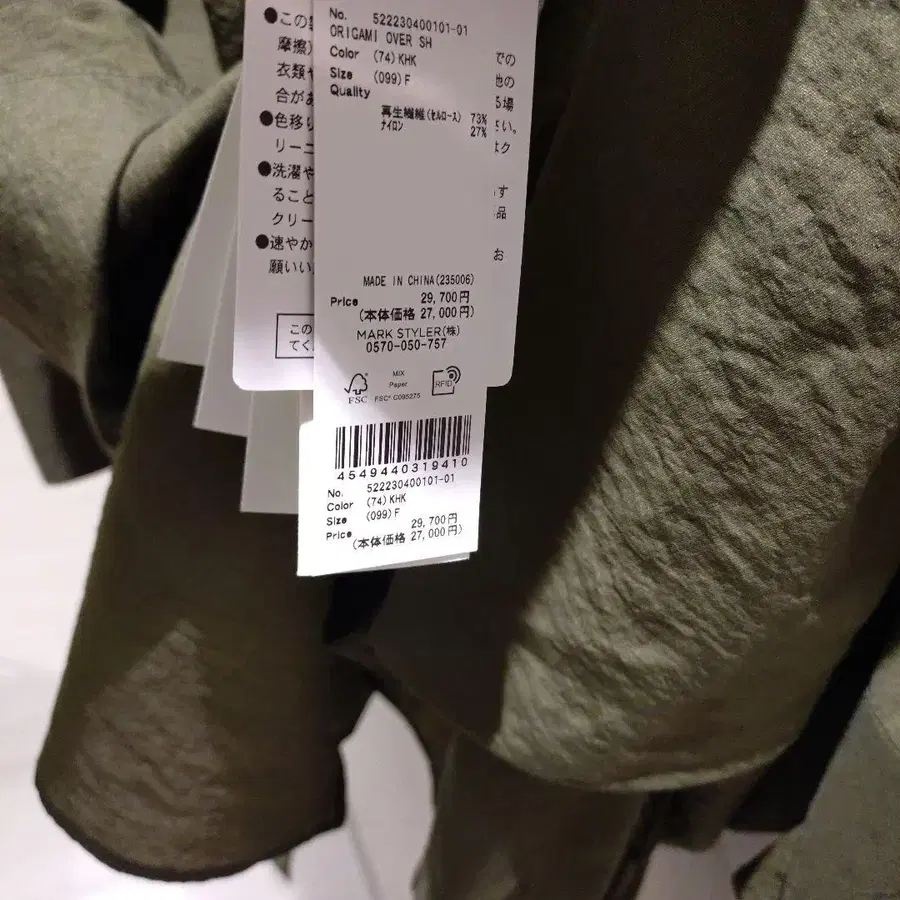 ●この
摩擦)
衣類
合があ
●色移り
リーニ
●洗濯や
ること
クリー
●速やか
願いい
この
てく
での
他の
場
さい。
はク
す
品
お
No. 522230400101-01
ORIGAMI OVER SH
Color (74)KHK
Size (099)F
Quality
再生繊維(セルロース) 73%
ナイロン 27%
MADE IN CHINA(235006)
Price 29,700円
(本体価格 27,000円)
MARK STYLER(株)
0570-050-757
FSC
MIX
Paper
FSC® C095275
RFID
4549440319410
No. 522230400101-01
Color (74)KHK
Size (099)F
Price 29,700円
(本体価格 27,000円)